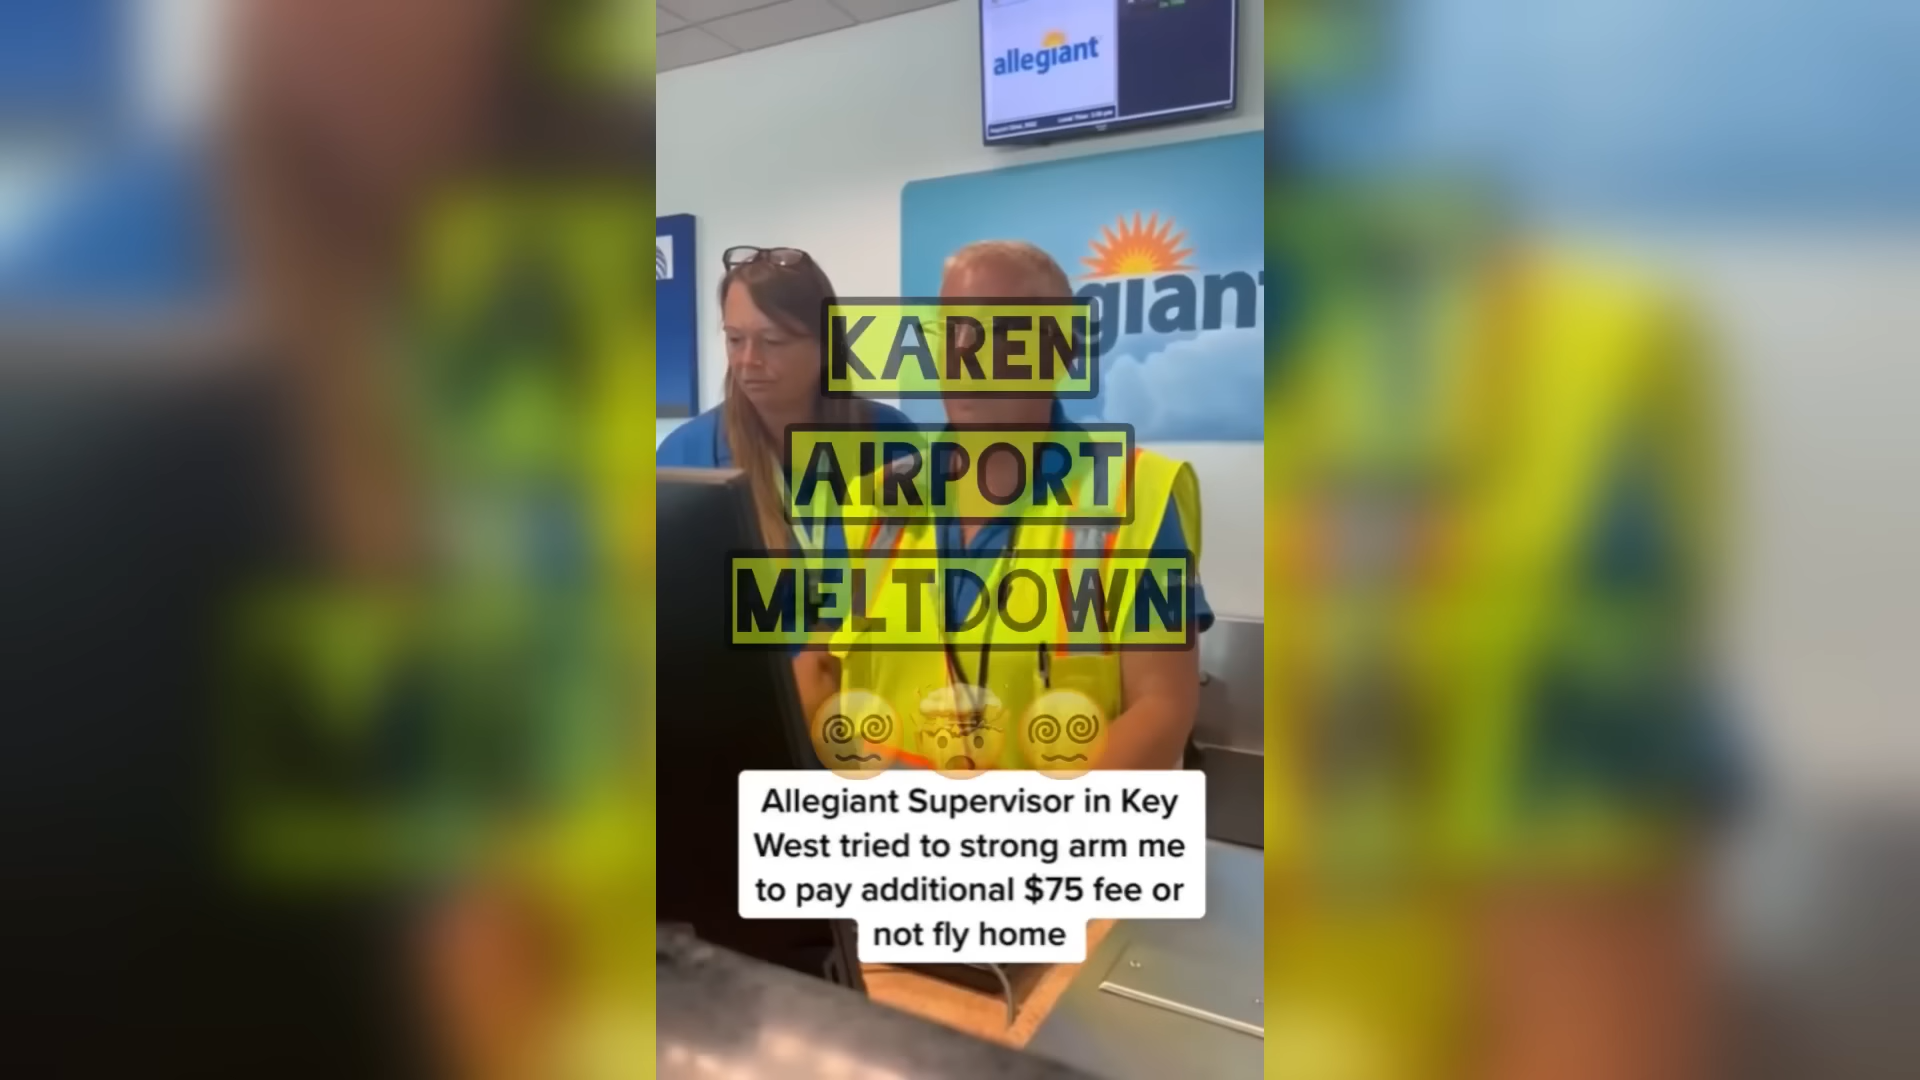 allegiant
giant
KAREN
AIRPORT
MELTDOWN
Allegiant Supervisor in Key
West tried to strong arm me
to pay additional $75 fee or
not fly home